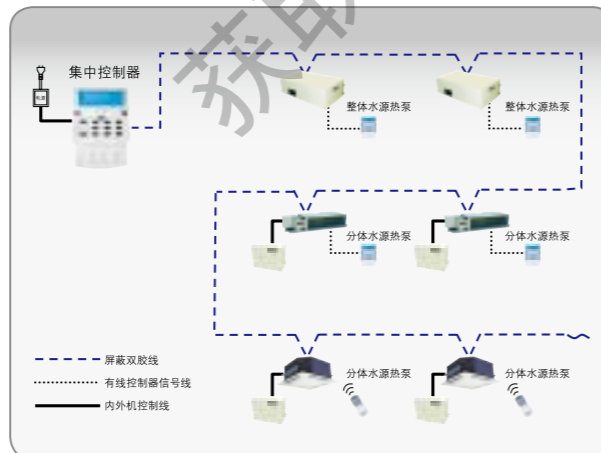 获取
集中控制器
整体水源热泵
整体水源热泵
分体水源热泵
分体水源热泵
分体水源热泵
分体水源热泵
屏蔽双胶线
有线控制器信号线
内外机控制线